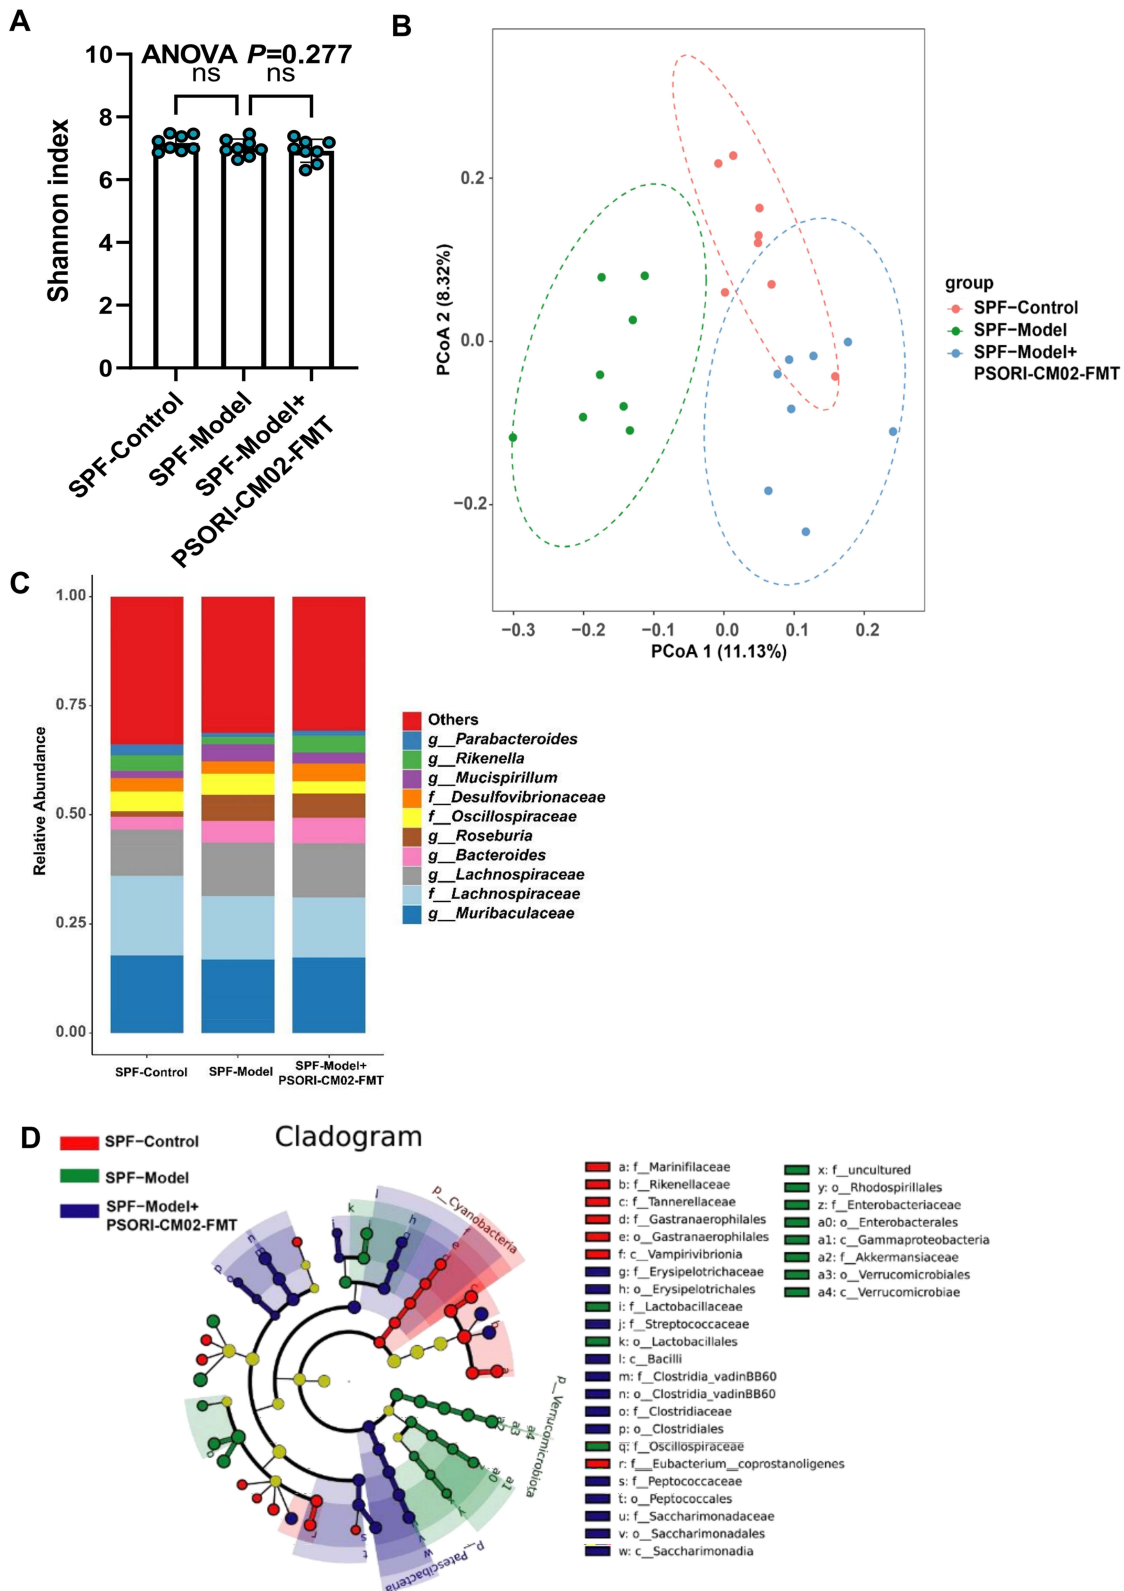 A
ANOVA P=0.277
ns
ns
10
8
6
4
2
0
Shannon index
SPF-Control
SPF-Model
SPF-Model+
PSORI-CM02-FMT
B
0.2
0.0
−0.2
PCoA 2 (8.32%)
−0.3
−0.2
−0.1
0.0
0.1
0.2
PCoA 1 (11.13%)
group
SPF−Control
SPF−Model
SPF−Model+
PSORI-CM02-FMT
C
1.00
0.75
0.50
0.25
0.00
Relative Abundance
SPF-Control
SPF-Model
SPF-Model+
PSORI-CM02-FMT
Others
g__Parabacteroides
g__Rikenella
g__Mucispirillum
f__Desulfovibrionaceae
f__Oscillospiraceae
g__Roseburia
g__Bacteroides
g__Lachnospiraceae
f__Lachnospiraceae
g__Muribaculaceae
D
Cladogram
SPF−Control
SPF−Model
SPF−Model+
PSORI-CM02-FMT
p__Cyanobacteria
p__Verrucomicrobiota
p__Patescibacteria
k
l
h
e
a3
a4
a0
a1
y
s
t
v
w
a: f__Marinifilaceae
b: f__Rikenellaceae
c: f__Tannerellaceae
d: f__Gastranaerophilales
e: o__Gastranaerophilales
f: c__Vampirivibrionia
g: f__Erysipelotrichaceae
h: o__Erysipelotrichales
i: f__Lactobacillaceae
j: f__Streptococcaceae
k: o__Lactobacillales
l: c__Bacilli
m: f__Clostridia_vadinBB60
n: o__Clostridia_vadinBB60
o: f__Clostridiaceae
p: o__Clostridiales
q: f__Oscillospiraceae
r: f___Eubacterium__coprostanoligenes
s: f__Peptococcaceae
t: o__Peptococcales
u: f__Saccharimonadaceae
v: o__Saccharimonadales
w: c__Saccharimonadia
x: f__uncultured
y: o__Rhodospirillales
z: f__Enterobacteriaceae
a0: o__Enterobacterales
a1: c__Gammaproteobacteria
a2: f__Akkermansiaceae
a3: o__Verrucomicrobiales
a4: c__Verrucomicrobiae